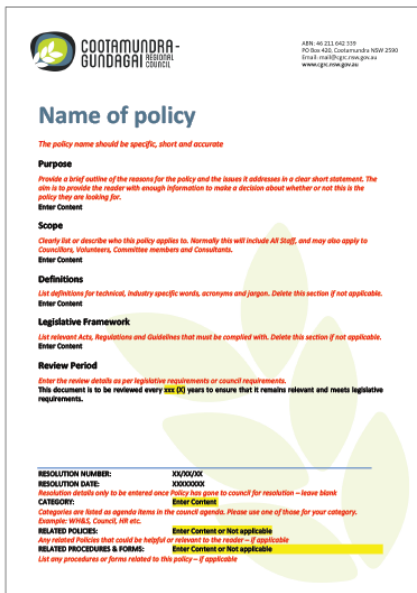 COOTAMUNDRA-
GUNDAGAI REGIONAL COUNCIL
ABN: 46 211 642 339
PO Box 420, Cootamundra NSW 2590
Email: mail@cgrc.nsw.gov.au
www.cgrc.nsw.gov.au
Name of policy
The policy name should be specific, short and accurate
Purpose
Provide a brief outline of the reasons for the policy and the issues it addresses in a clear short statement. The
aim is to provide the reader with enough information to make a decision about whether or not this is the
policy they are looking for.
Enter Content
Scope
Clearly list or describe who this policy applies to. Normally this will include All Staff, and may also apply to
Councillors, Volunteers, Committee members and Consultants.
Enter Content
Definitions
List definitions for technical, industry specific words, acronyms and jargon. Delete this section if not applicable.
Enter Content
Legislative Framework
List relevant Acts, Regulations and Guidelines that must be complied with. Delete this section if not applicable.
Enter Content
Review Period
Enter the review details as per legislative requirements or council requirements.
This document is to be reviewed every xxx (X) years to ensure that it remains relevant and meets legislative
requirements.
RESOLUTION NUMBER: XX/XX/XX
RESOLUTION DATE: XXXXXXXX
Resolution details only to be entered once Policy has gone to council for resolution – leave blank
CATEGORY: Enter Content
Categories are listed as agenda items in the council agenda. Please use one of those for your category.
Example: WH&S, Council, HR etc.
RELATED POLICIES: Enter Content or Not applicable
Any related Policies that could be helpful or relevant to the reader – if applicable
RELATED PROCEDURES & FORMS: Enter Content or Not applicable
List any procedures or forms related to this policy – if applicable